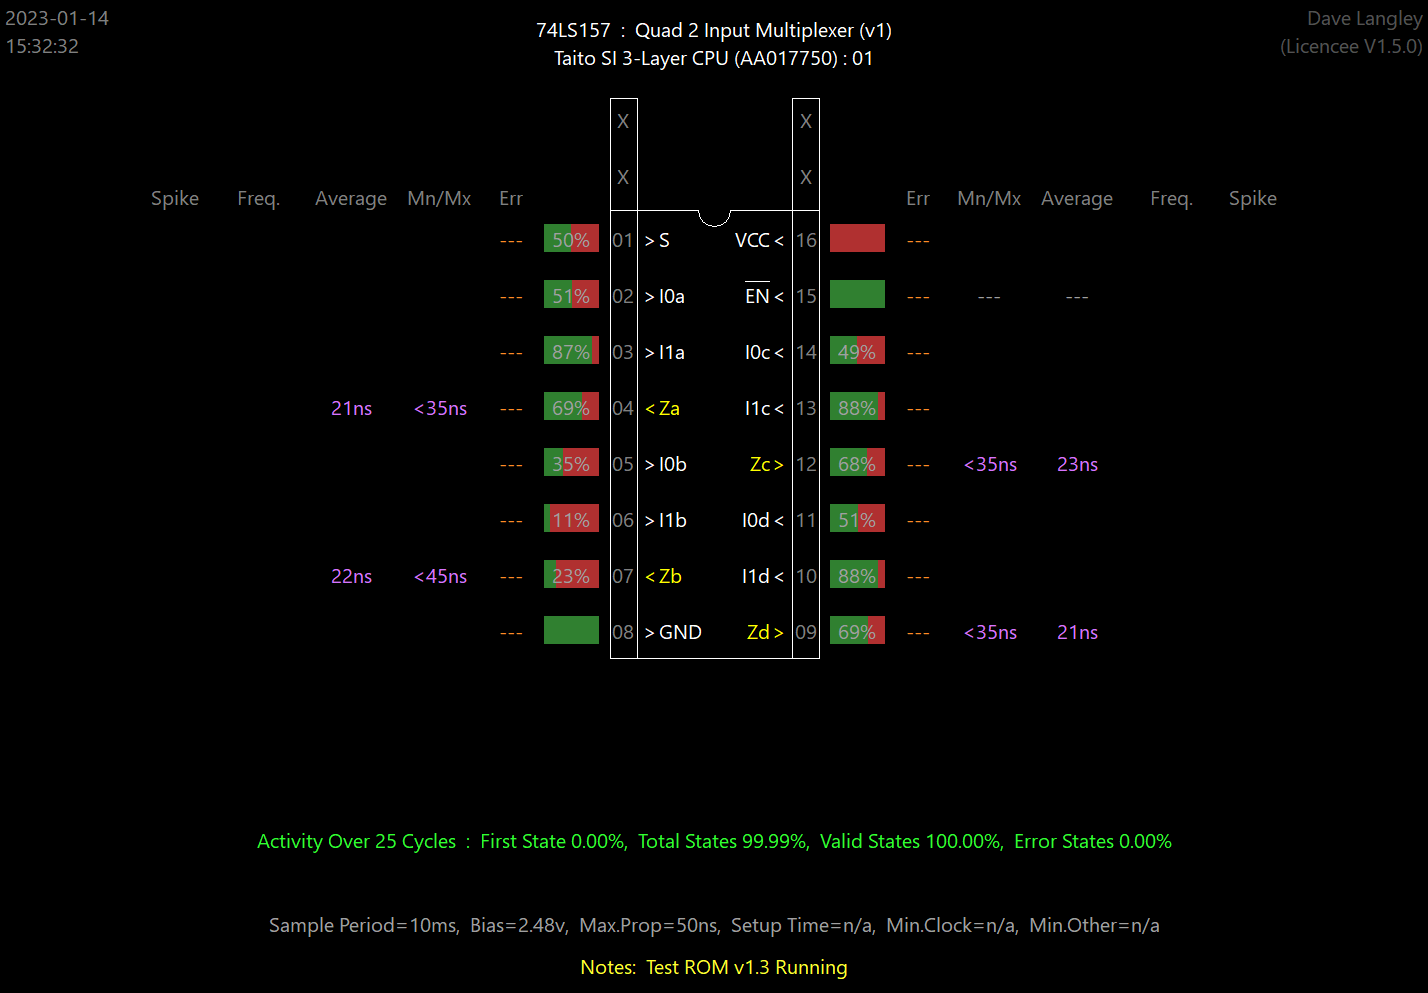 2023-01-14
15:32:32
74LS157 : Quad 2 Input Multiplexer (v1)
Taito SI 3-Layer CPU (AA017750) : 01
Dave Langley
(Licencee V1.5.0)
X X
X X
Spike Freq. Average Mn/Mx Err Err Mn/Mx Average Freq. Spike
--- 50% 01 > S VCC < 16 ---
--- 51% 02 > I0a EN < 15 --- --- ---
--- 87% 03 > I1a I0c < 14 49% ---
21ns <35ns --- 69% 04 < Za I1c < 13 88% ---
--- 35% 05 > I0b Zc > 12 68% --- <35ns 23ns
--- 11% 06 > I1b I0d < 11 51% ---
22ns <45ns --- 23% 07 < Zb I1d < 10 88% ---
--- 08 > GND Zd > 09 69% --- <35ns 21ns
Activity Over 25 Cycles : First State 0.00%, Total States 99.99%, Valid States 100.00%, Error States 0.00%
Sample Period=10ms, Bias=2.48v, Max.Prop=50ns, Setup Time=n/a, Min.Clock=n/a, Min.Other=n/a
Notes: Test ROM v1.3 Running